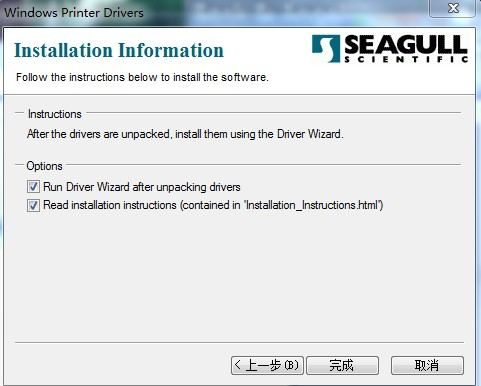 Windows Printer Drivers
Installation Information
SEAGULL
SCIENTIFIC
Follow the instructions below to install the software.
Instructions
After the drivers are unpacked, install them using the Driver Wizard.
Options
Run Driver Wizard after unpacking drivers
Read installation instructions (contained in 'Installation_Instructions.html')
< 上一步(B)
完成
取消